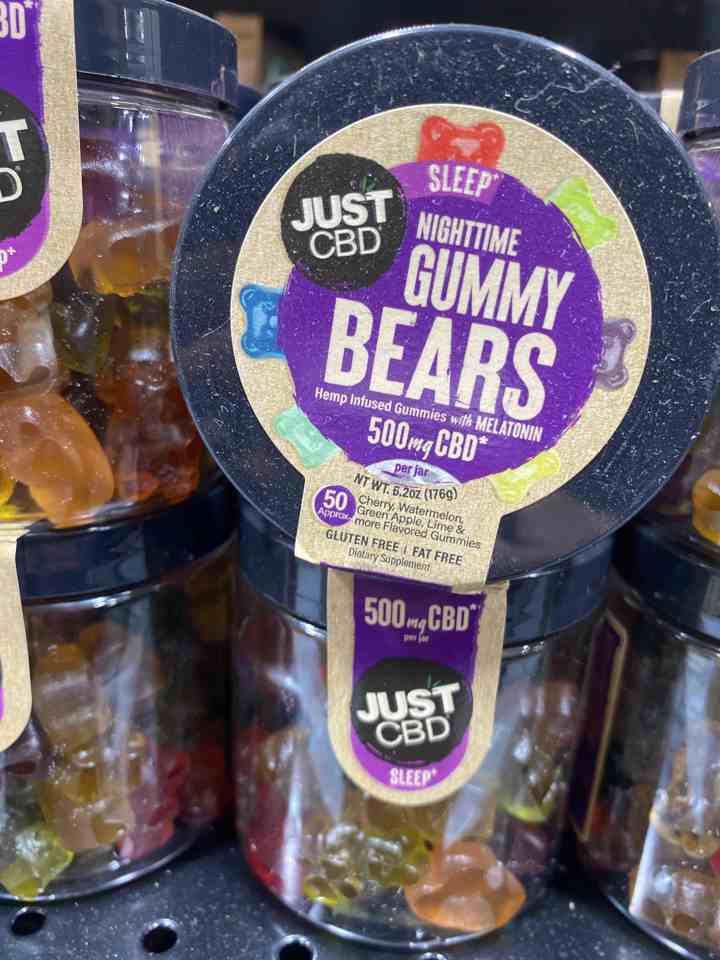 BD*
T
D
p+
SLEEP+
JUST
CBD
NIGHTTIME
GUMMY
BEARS
Hemp Infused Gummies with MELATONIN
500mg CBD*
per jar
NT WT. 6.2oz (176g)
50
Approx.
Cherry, Watermelon,
Green Apple, Lime &
more Flavored Gummies
GLUTEN FREE | FAT FREE
Dietary Supplement
500mgCBD*
per jar
JUST
CBD
SLEEP+